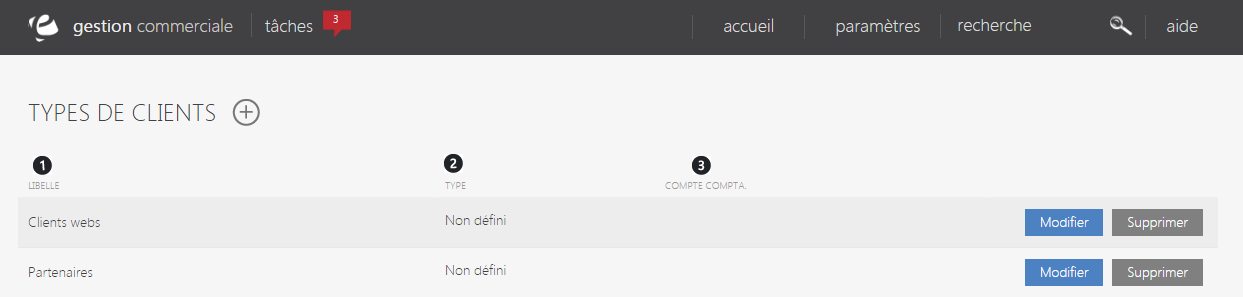 gestion commerciale tâches 3 accueil paramètres recherche aide
TYPES DE CLIENTS
1 2 3
LIBELLE TYPE COMPTE COMPTA.
Clients webs Non défini Modifier Supprimer
Partenaires Non défini Modifier Supprimer